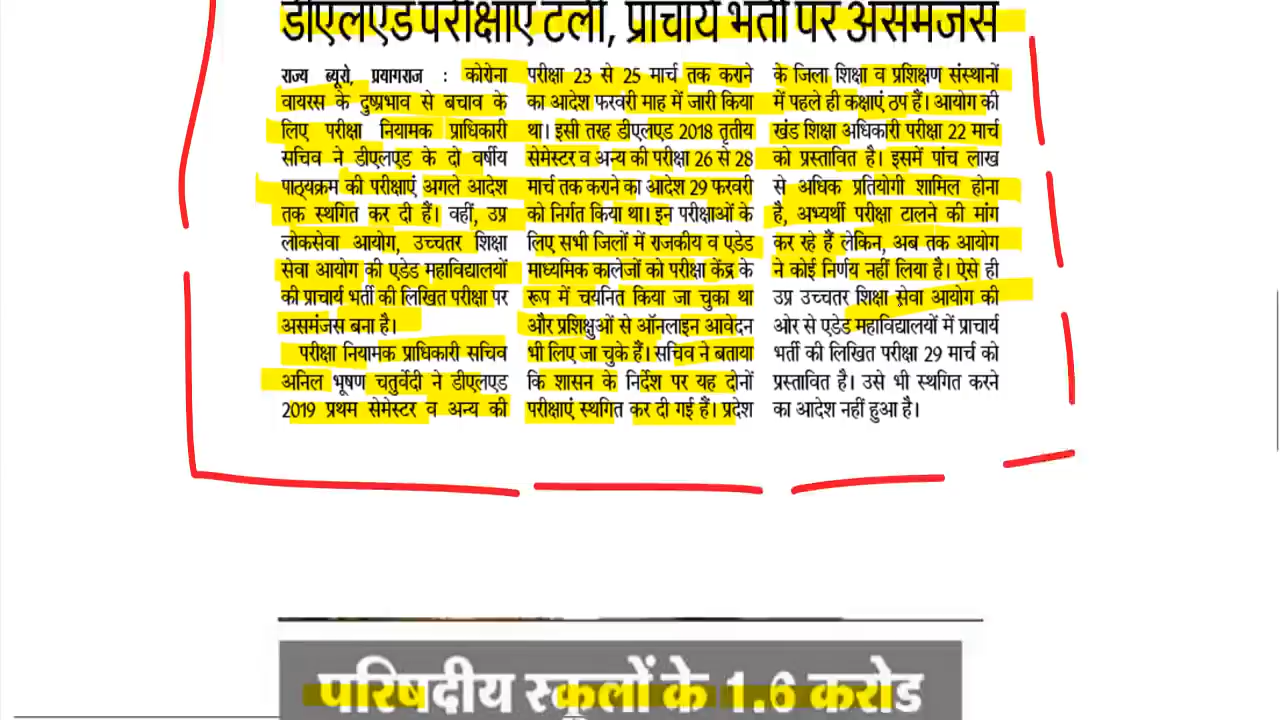 डीएलएड परीक्षाएं टली, प्राचार्य भर्ती पर असमंजस
राज्य ब्यूरो, प्रयागराज : कोरोना
वायरस के दुष्प्रभाव से बचाव के
लिए परीक्षा नियामक प्राधिकारी
सचिव ने डीएलएड के दो वर्षीय
पाठ्यक्रम की परीक्षाएं अगले आदेश
तक स्थगित कर दी हैं। वहीं, उप्र
लोकसेवा आयोग, उच्चतर शिक्षा
सेवा आयोग की एडेड महाविद्यालयों
की प्राचार्य भर्ती की लिखित परीक्षा पर
असमंजस बना है।
परीक्षा नियामक प्राधिकारी सचिव
अनिल भूषण चतुर्वेदी ने डीएलएड
2019 प्रथम सेमेस्टर व अन्य की
परीक्षा 23 से 25 मार्च तक कराने
का आदेश फरवरी माह में जारी किया
था। इसी तरह डीएलएड 2018 तृतीय
सेमेस्टर व अन्य की परीक्षा 26 से 28
मार्च तक कराने का आदेश 29 फरवरी
को निर्गत किया था। इन परीक्षाओं के
लिए सभी जिलों में राजकीय व एडेड
माध्यमिक कालेजों को परीक्षा केंद्र के
रूप में चयनित किया जा चुका था
और प्रशिक्षुओं से ऑनलाइन आवेदन
भी लिए जा चुके हैं। सचिव ने बताया
कि शासन के निर्देश पर यह दोनों
परीक्षाएं स्थगित कर दी गई हैं। प्रदेश
के जिला शिक्षा व प्रशिक्षण संस्थानों
में पहले ही कक्षाएं ठप हैं। आयोग की
खंड शिक्षा अधिकारी परीक्षा 22 मार्च
को प्रस्तावित है। इसमें पांच लाख
से अधिक प्रतियोगी शामिल होना
है, अभ्यर्थी परीक्षा टालने की मांग
कर रहे हैं लेकिन, अब तक आयोग
ने कोई निर्णय नहीं लिया है। ऐसे ही
उप्र उच्चतर शिक्षा सेवा आयोग की
ओर से एडेड महाविद्यालयों में प्राचार्य
भर्ती की लिखित परीक्षा 29 मार्च को
प्रस्तावित है। उसे भी स्थगित करने
का आदेश नहीं हुआ है।
परिषदीय स्कूलों के 1.6 करोड